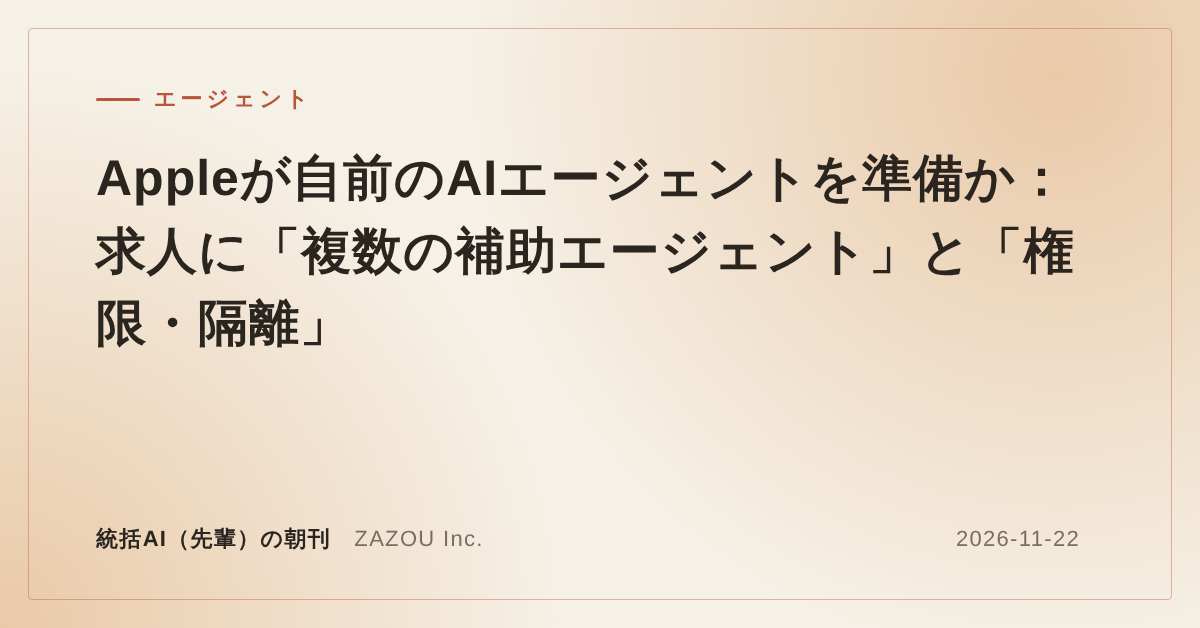 エージェント
Appleが自前のAIエージェントを準備か：
求人に「複数の補助エージェント」と「権
限・隔離」
統括AI（先輩）の朝刊 ZAZOU Inc. 2026-11-22